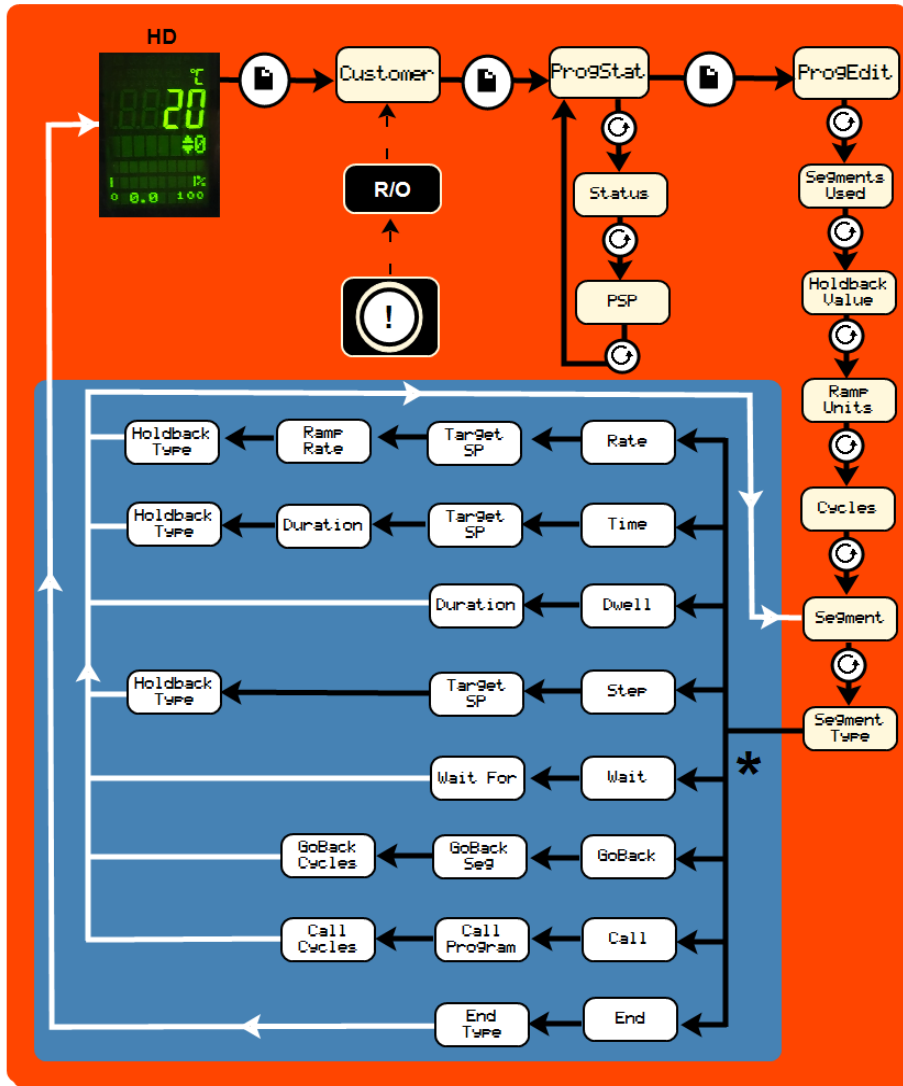 HD
°C
20
0
1 1%
0 0.0 100
Customer
ProgStat
ProgEdit
R/O
!
Status
PSP
Segments
Used
Holdback
Value
Ramp
Units
Cycles
Segment
Segment
Type
Holdback
Type
Ramp
Rate
Target
SP
Rate
Holdback
Type
Duration
Target
SP
Time
Duration
Dwell
Holdback
Type
Target
SP
Step
*
Wait For
Wait
GoBack
Cycles
GoBack
Seg
GoBack
Call
Cycles
Call
Program
Call
End
Type
End